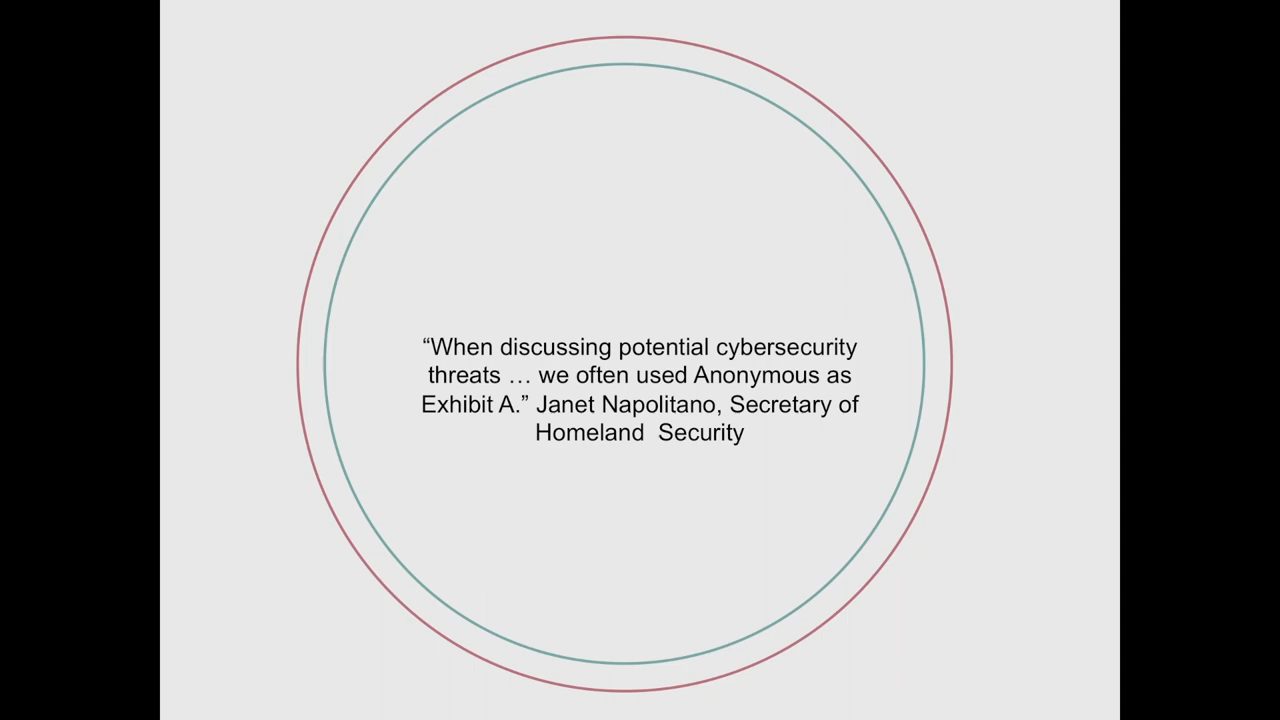 “When discussing potential cybersecurity
threats … we often used Anonymous as
Exhibit A.” Janet Napolitano, Secretary of
Homeland  Security